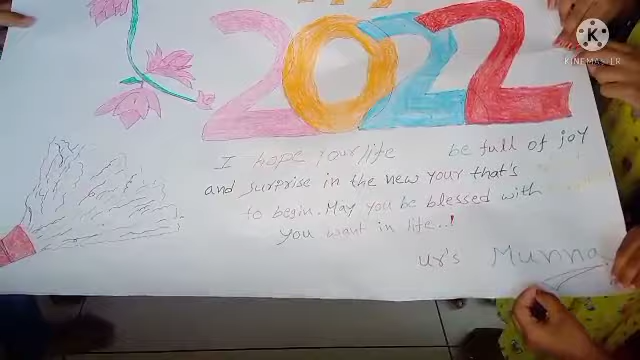 2022
I hope your life be full of joy
and surprise in the new your that's
to begin. May you be blessed with
you want in life..!
ur's Munna
KINEMASTER